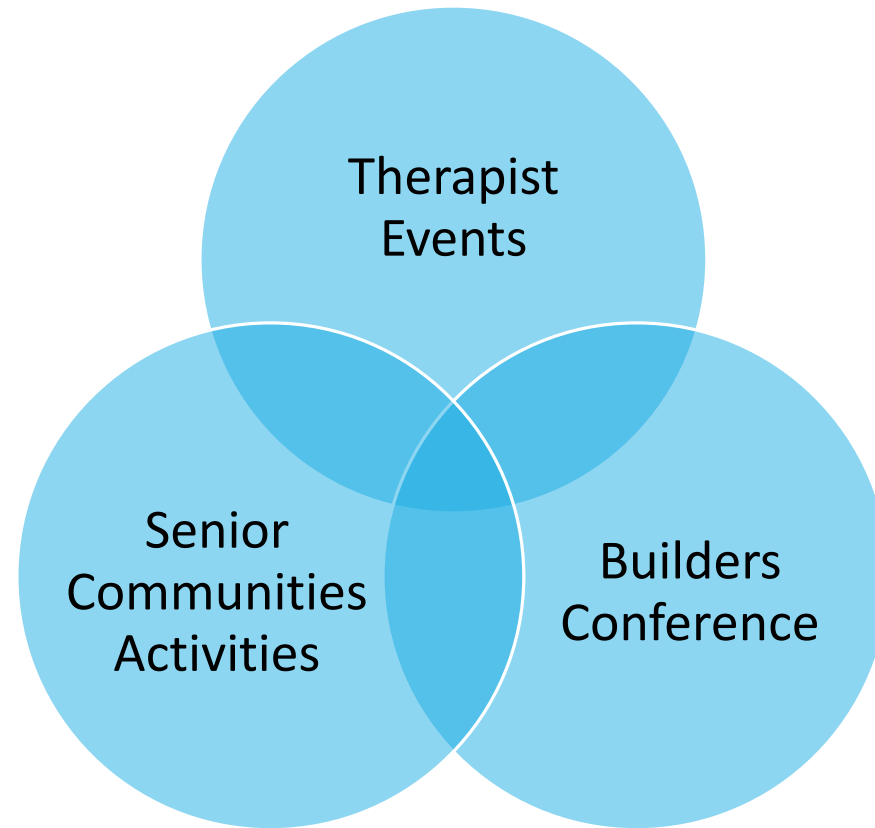 Therapist
Events
Senior
Communities
Activities
Builders
Conference